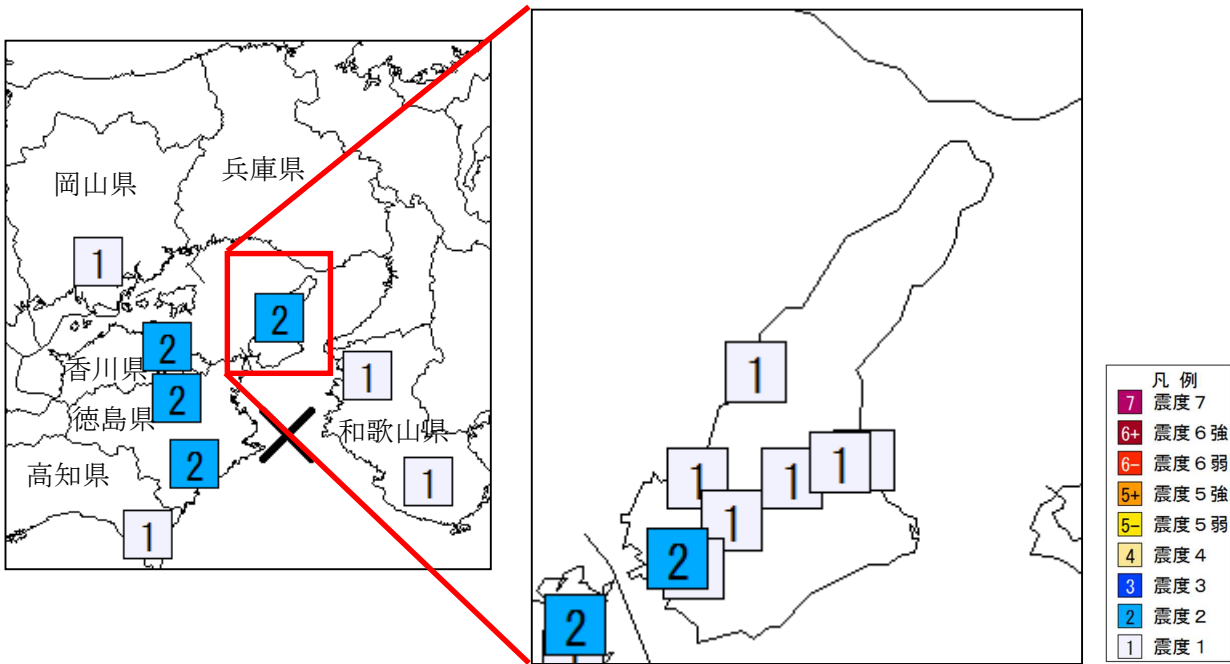 岡山県
兵庫県
1
2
2
香川県
1
2
徳島県
和歌山県
2
高知県
1
1
1
1
1
1
1
2
2
凡 例
7 震度７
6+ 震度６強
6- 震度６弱
5+ 震度５強
5- 震度５弱
4 震度４
3 震度３
2 震度２
1 震度１